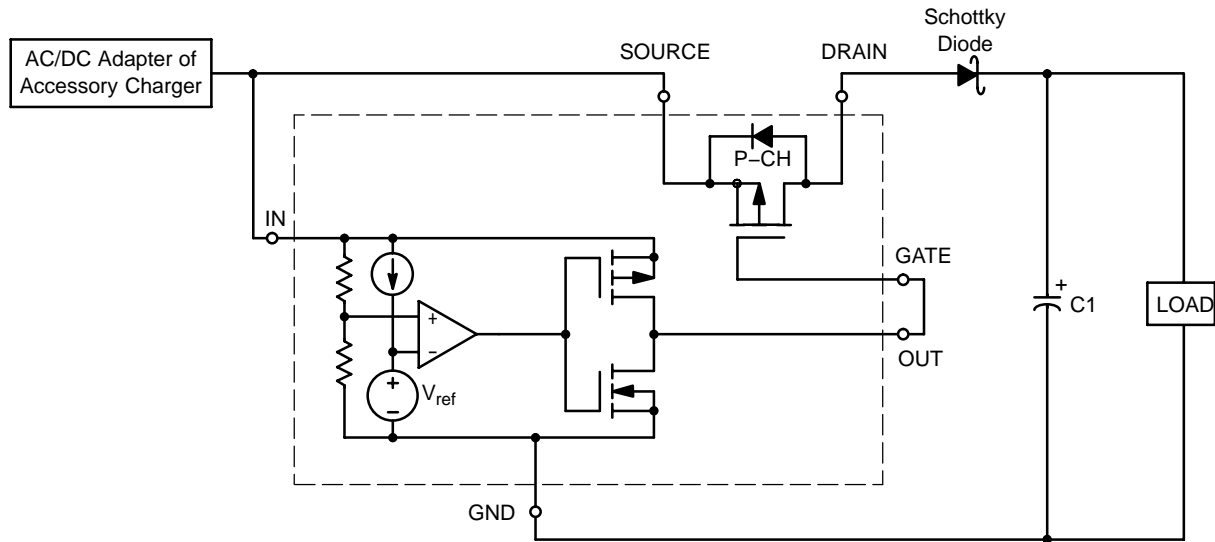 Schottky
Diode
AC/DC Adapter of
Accessory Charger
SOURCE
DRAIN
P–CH
IN
GATE
+
C1
LOAD
+
–
OUT
+
–
Vref
GND